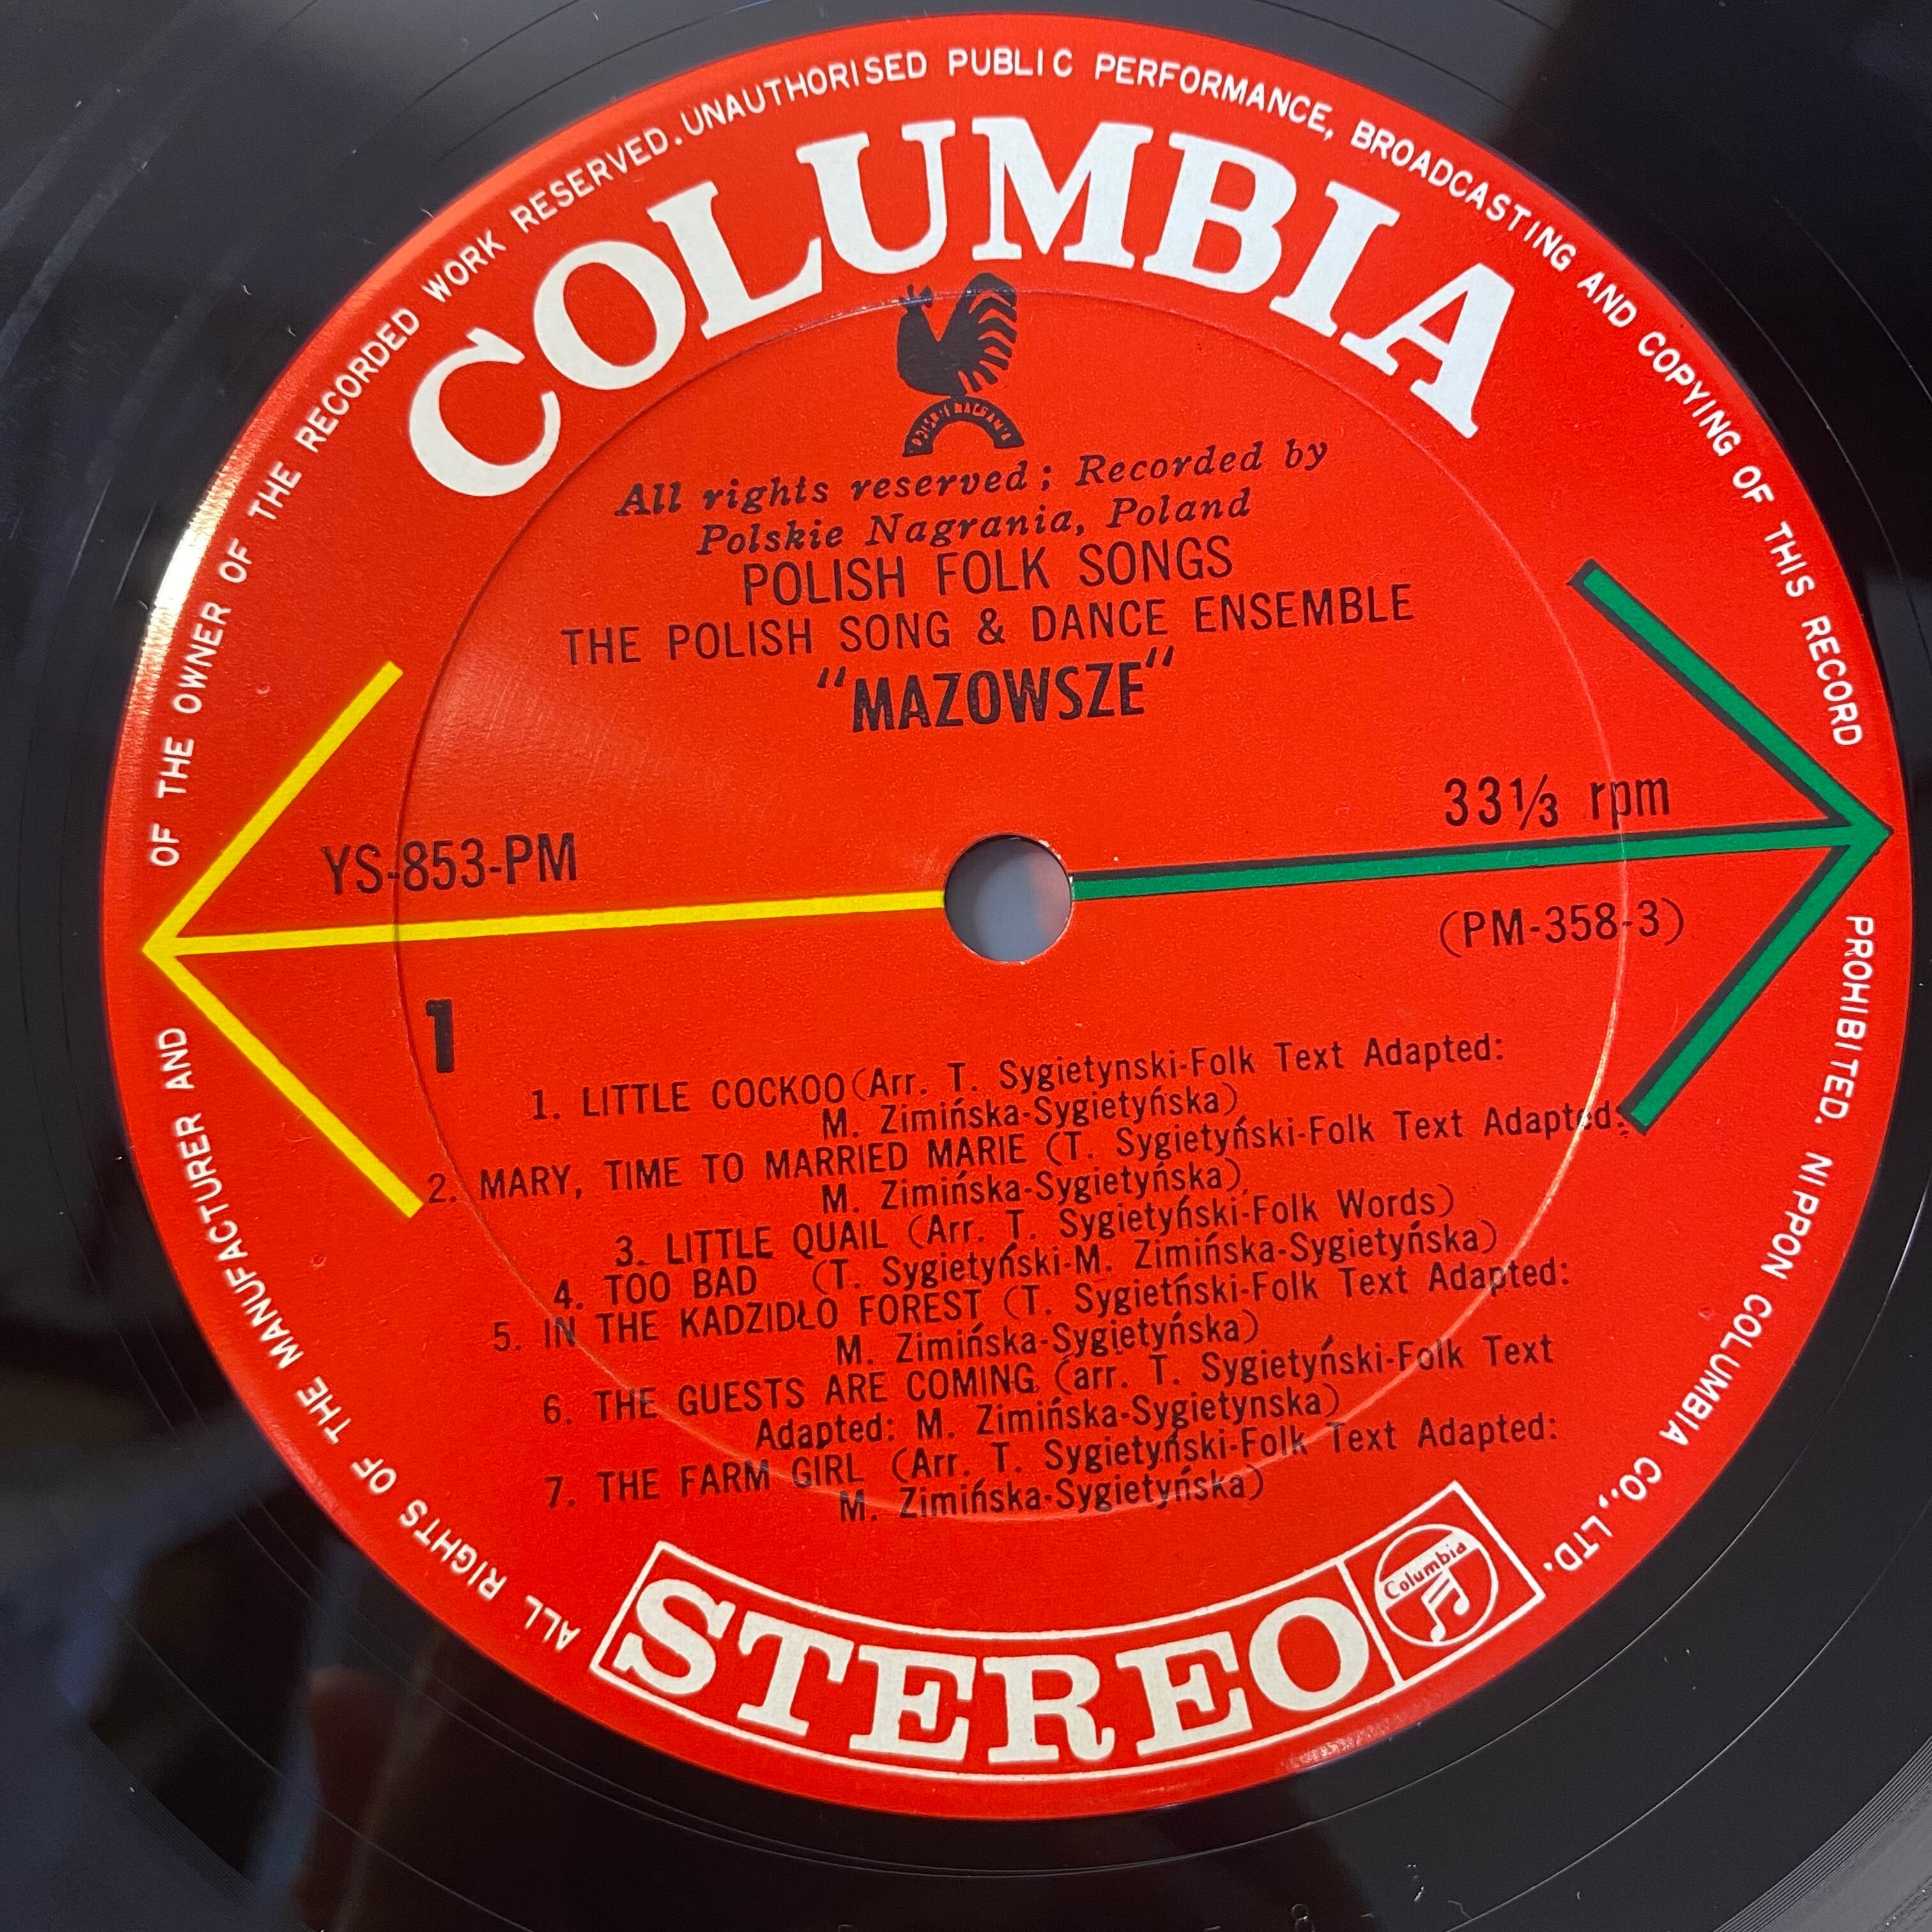 ALL RIGHTS OF THE MANUFACTURER AND OF THE OWNER OF THE RECORDED WORK RESERVED. UNAUTHORISED PUBLIC PERFORMANCE, BROADCASTING AND COPYING OF THIS RECORD PROHIBITED. NIPPON COLUMBIA CO., LTD.
COLUMBIA
POLSKIE NAGRANIA
All rights reserved; Recorded by
Polskie Nagrania, Poland
POLISH FOLK SONGS
THE POLISH SONG & DANCE ENSEMBLE
"MAZOWSZE"
YS-853-PM
33⅓ rpm
(PM-358-3)
1
1. LITTLE COCKOO (Arr. T. Sygietynski-Folk Text Adapted:
M. Zimińska-Sygietyńska)
2. MARY, TIME TO MARRIED MARIE (T. Sygietyński-Folk Text Adapted:
M. Zimińska-Sygietyńska)
3. LITTLE QUAIL (Arr. T. Sygietyński-Folk Words)
4. TOO BAD (T. Sygietyński-M. Zimińska-Sygietyńska)
5. IN THE KADZIDŁO FOREST (T. Sygietński-Folk Text Adapted:
M. Zimińska-Sygietyńska)
6. THE GUESTS ARE COMING (arr. T. Sygietyński-Folk Text
Adapted: M. Zimińska-Sygietynska)
7. THE FARM GIRL (Arr. T. Sygietyński-Folk Text Adapted:
M. Zimińska-Sygietyńska)
STEREO
Columbia